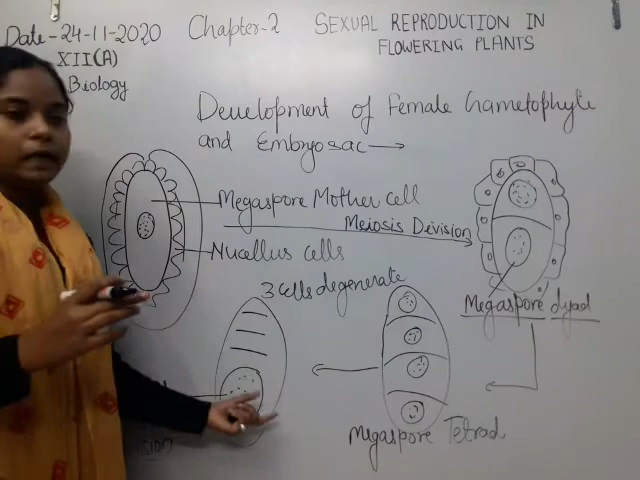 Date-24-11-2020 Chapter-2 SEXUAL REPRODUCTION IN
FLOWERING PLANTS
XII(A)
Biology
Development of Female Gametophyte
and Embryosac→
Megaspore Mother cell
Meiosis Division
Nucellus cells
3 cells degenerate
Megaspore dyad
Megaspore Tetrad